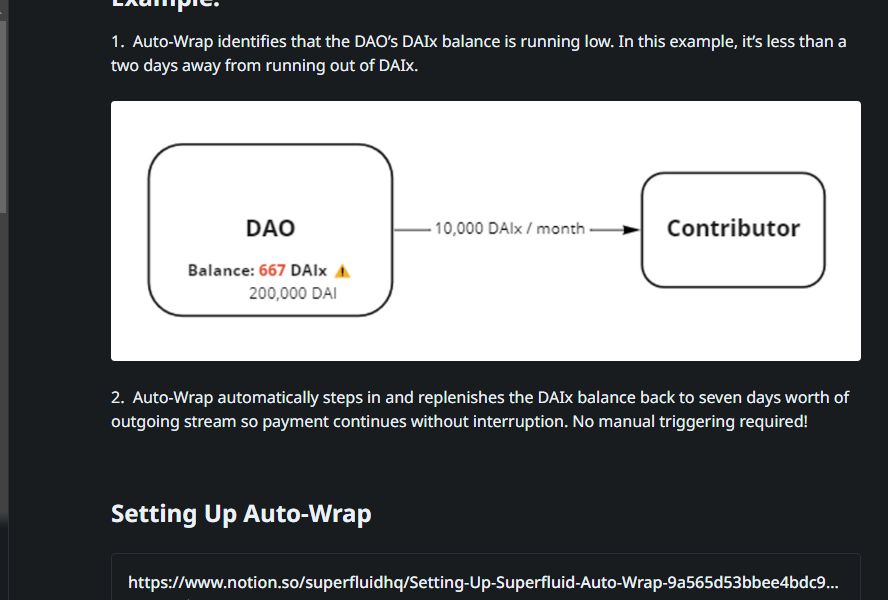 Example:
1. Auto-Wrap identifies that the DAO’s DAIx balance is running low. In this example, it’s less than a
two days away from running out of DAIx.
DAO
Balance: 667 DAIx ⚠
200,000 DAI
10,000 DAIx / month
Contributor
2. Auto-Wrap automatically steps in and replenishes the DAIx balance back to seven days worth of
outgoing stream so payment continues without interruption. No manual triggering required!
Setting Up Auto-Wrap
https://www.notion.so/superfluidhq/Setting-Up-Superfluid-Auto-Wrap-9a565d53bbee4bdc9...